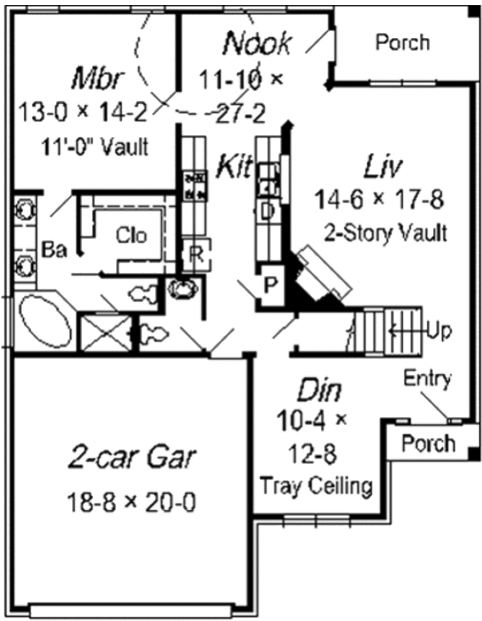 Nook
11-10 ×
27-2
Porch
Mbr
13-0 × 14-2
11'-0" Vault
Kit
Liv
14-6 × 17-8
2-Story Vault
D
Ba
Clo
R
P
Up
Entry
Din
10-4 ×
12-8
Tray Ceiling
Porch
2-car Gar
18-8 × 20-0